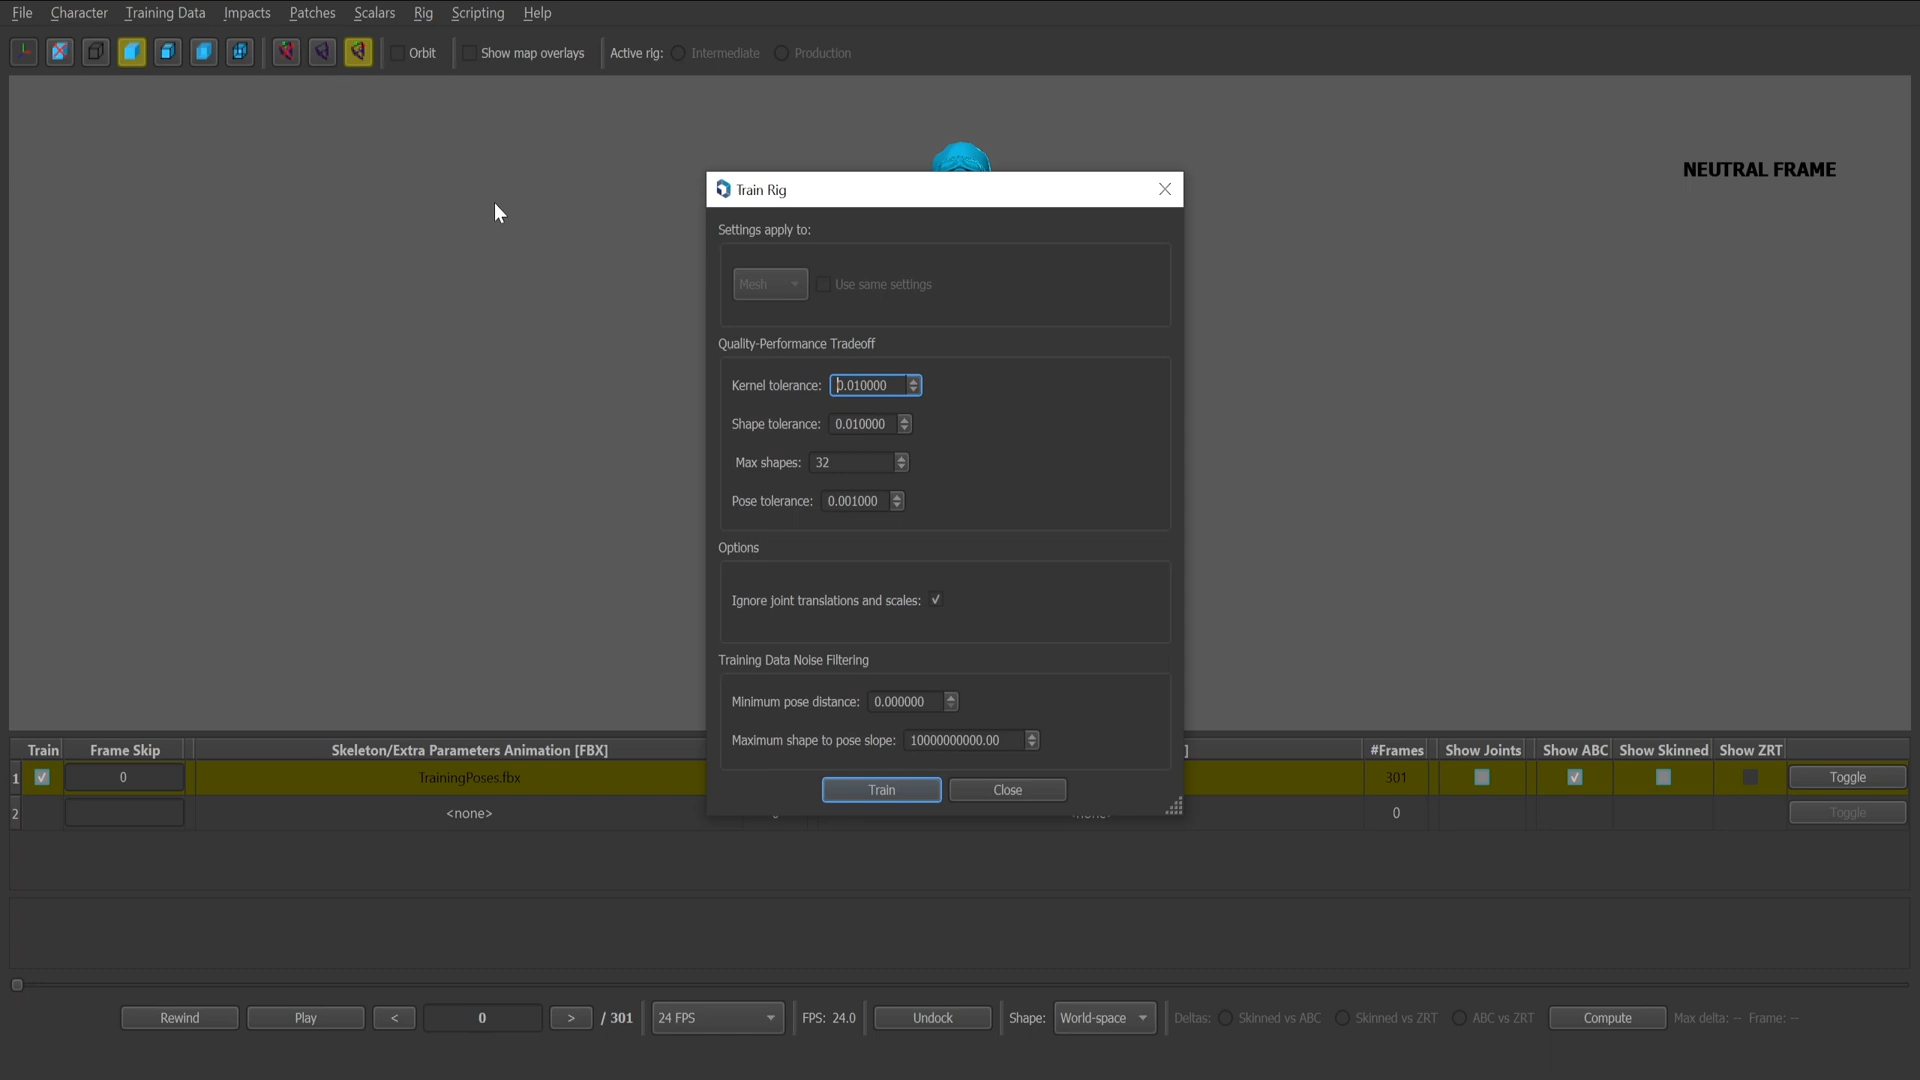 File Character Training Data Impacts Patches Scalars Rig Scripting Help
Orbit Show map overlays Active rig: Intermediate Production
NEUTRAL FRAME
Train Rig
Settings apply to:
Mesh Use same settings
Quality-Performance Tradeoff
Kernel tolerance: 0.010000
Shape tolerance: 0.010000
Max shapes: 32
Pose tolerance: 0.001000
Options
Ignore joint translations and scales:
Training Data Noise Filtering
Minimum pose distance: 0.000000
Maximum shape to pose slope: 10000000000.00
Train Close
Train Frame Skip Skeleton/Extra Parameters Animation [FBX] ] #Frames Show Joints Show ABC Show Skinned Show ZRT
1 0 TrainingPoses.fbx 301 Toggle
2 <none> 0 Toggle
Rewind Play < 0 > / 301 24 FPS FPS: 24.0 Undock Shape: World-space Deltas: Skinned vs ABC Skinned vs ZRT ABC vs ZRT Compute Max delta: -- Frame: --